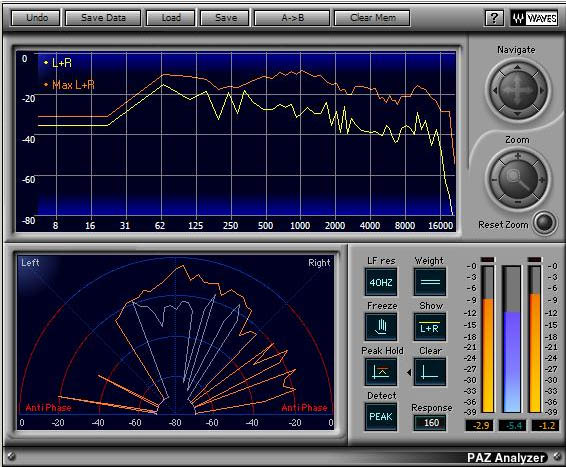 Undo Save Data Load Save A->B Clear Mem ? WAVES
0 L+R
Max L+R
-20
-40
-60
-80
8 16 31 62 125 250 500 1000 2000 4000 8000 16000
Navigate
Zoom
Reset Zoom
Left Right
AntiPhase AntiPhase
0 -20 -40 -60 -80 -60 -40 -20 0
LF res Weight
40HZ
Freeze Show
L+R
Peak Hold Clear
Detect
PEAK
Response
160
-0 -0
-3 -3
-6 -6
-9 -9
-12 -12
-15 -15
-18 -18
-21 -21
-24 -24
-27 -27
-30 -30
-33 -33
-36 -36
-39 -39
-2.9 -5.4 -1.2
PAZ Analyzer